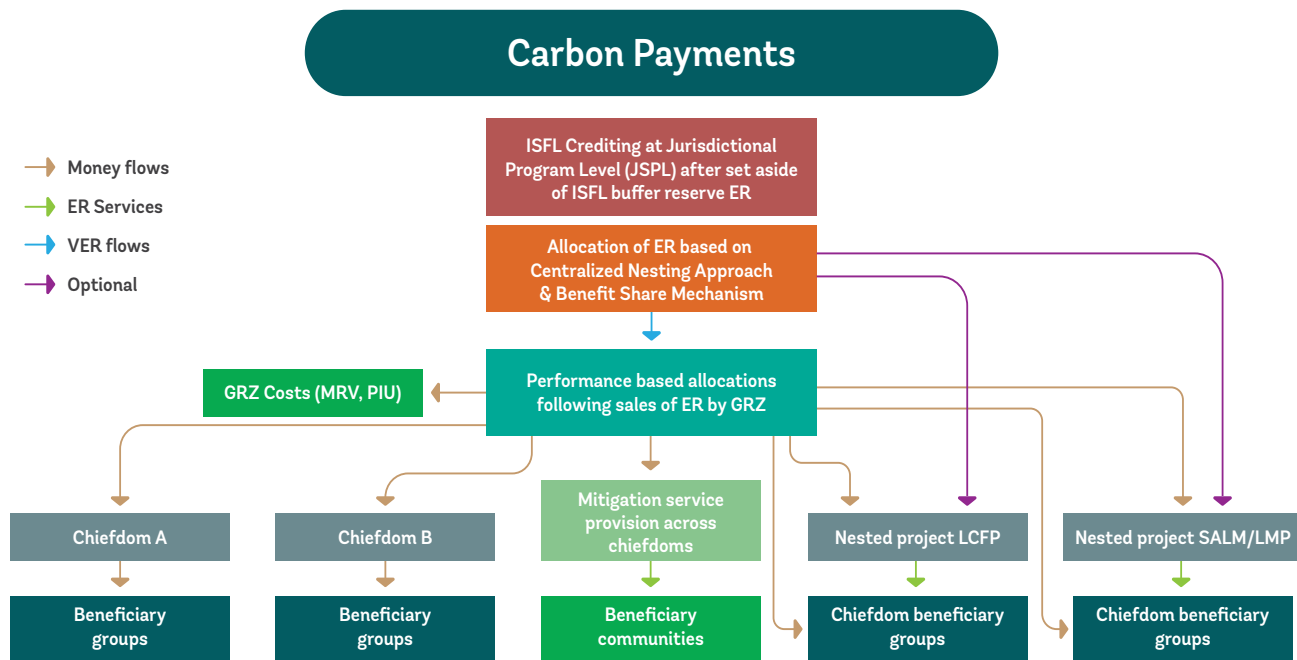 Carbon Payments
ISFL Crediting at Jurisdictional
Program Level (JSPL) after set aside
of ISFL buffer reserve ER
Money flows
ER Services
VER flows
Optional
Allocation of ER based on
Centralized Nesting Approach
& Benefit Share Mechanism
GRZ Costs (MRV, PIU)
Performance based allocations
following sales of ER by GRZ
Chiefdom A
Chiefdom B
Mitigation service
provision across
chiefdoms
Nested project LCFP
Nested project SALM/LMP
Beneficiary
groups
Beneficiary
groups
Beneficiary
communities
Chiefdom beneficiary
groups
Chiefdom beneficiary
groups